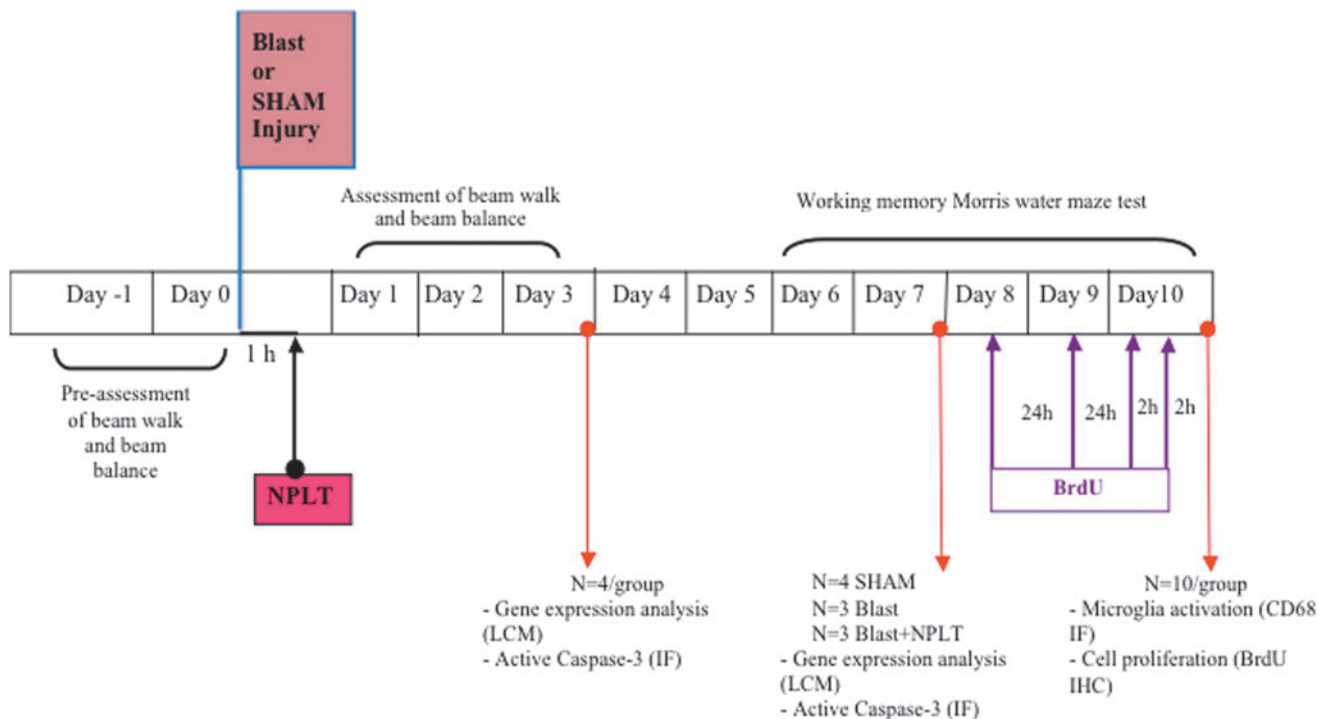 Blast
or
SHAM
Injury
Assessment of beam walk
and beam balance
Working memory Morris water maze test
Day -1
Day 0
Day 1
Day 2
Day 3
Day 4
Day 5
Day 6
Day 7
Day 8
Day 9
Day10
1 h
Pre-assessment
of beam walk
and beam
balance
NPLT
24h
24h
2h
2h
BrdU
N=4/group
- Gene expression analysis
(LCM)
- Active Caspase-3 (IF)
N=4 SHAM
N=3 Blast
N=3 Blast+NPLT
- Gene expression analysis
(LCM)
- Active Caspase-3 (IF)
N=10/group
- Microglia activation (CD68
IF)
- Cell proliferation (BrdU
IHC)